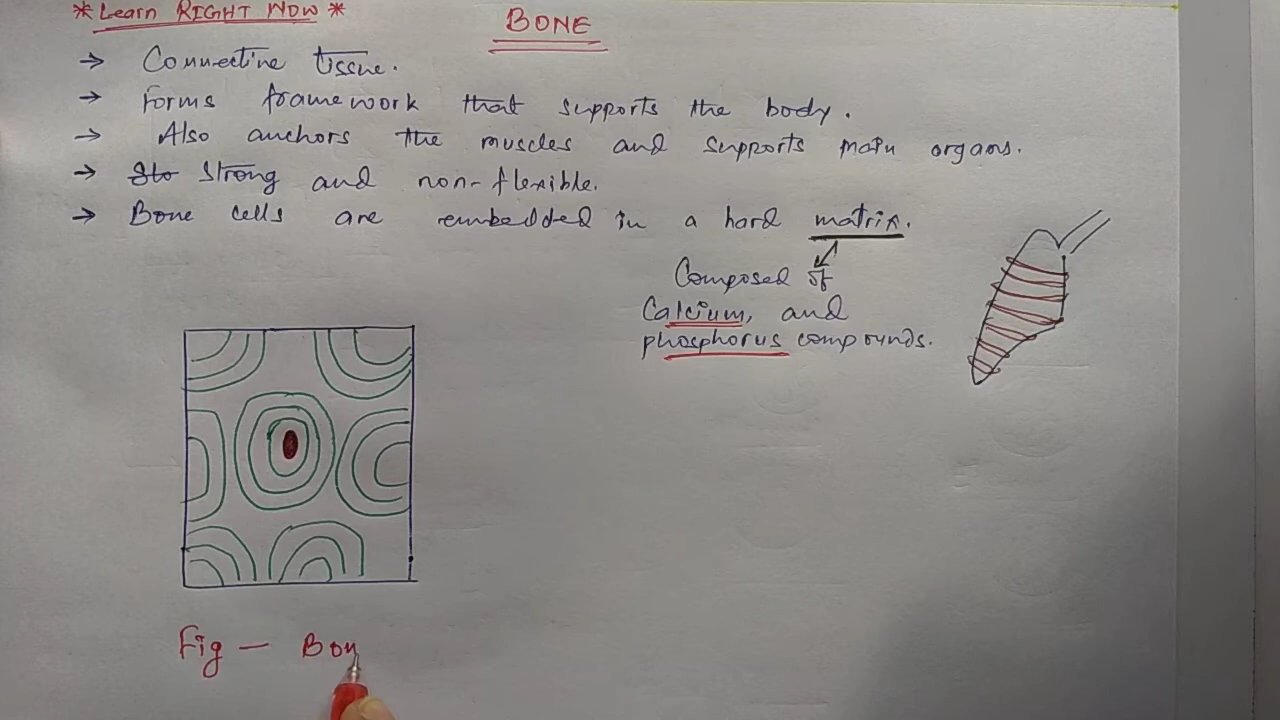 *Learn RIGHT NOW*
BONE
→ Connective tissue.
→ Forms framework that supports the body.
→ Also anchors the muscles and supports main organs.
→ Sto Strong and non-flexible.
→ Bone cells are embedded in a hard matrix.
Composed of
Calcium, and
phosphorus compounds.
Fig — Bon